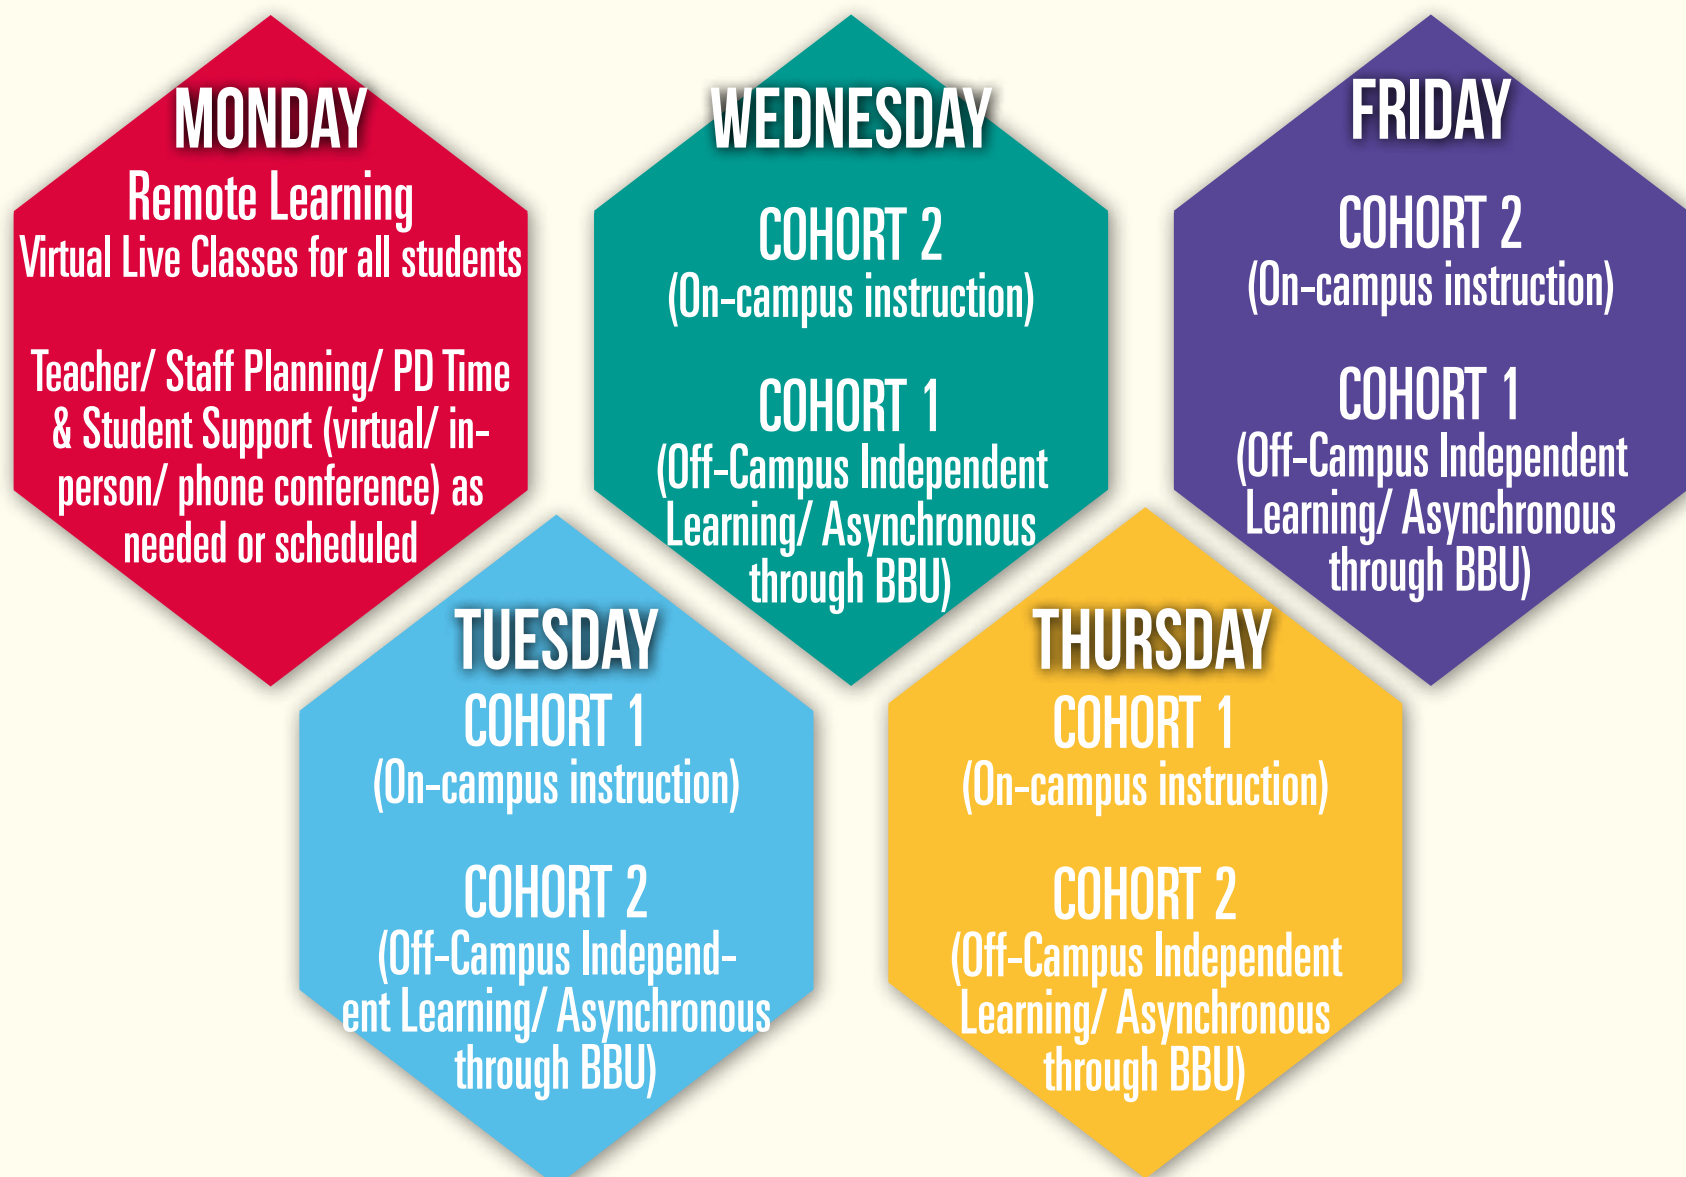 MONDAY
Remote Learning
Virtual Live Classes for all students
Teacher/ Staff Planning/ PD Time
& Student Support (virtual/ in-
person/ phone conference) as
needed or scheduled
TUESDAY
COHORT 1
(On-campus instruction)
COHORT 2
(Off-Campus Independ-
ent Learning/ Asynchronous
through BBU)
WEDNESDAY
COHORT 2
(On-campus instruction)
COHORT 1
(Off-Campus Independent
Learning/ Asynchronous
through BBU)
THURSDAY
COHORT 1
(On-campus instruction)
COHORT 2
(Off-Campus Independent
Learning/ Asynchronous
through BBU)
FRIDAY
COHORT 2
(On-campus instruction)
COHORT 1
(Off-Campus Independent
Learning/ Asynchronous
through BBU)